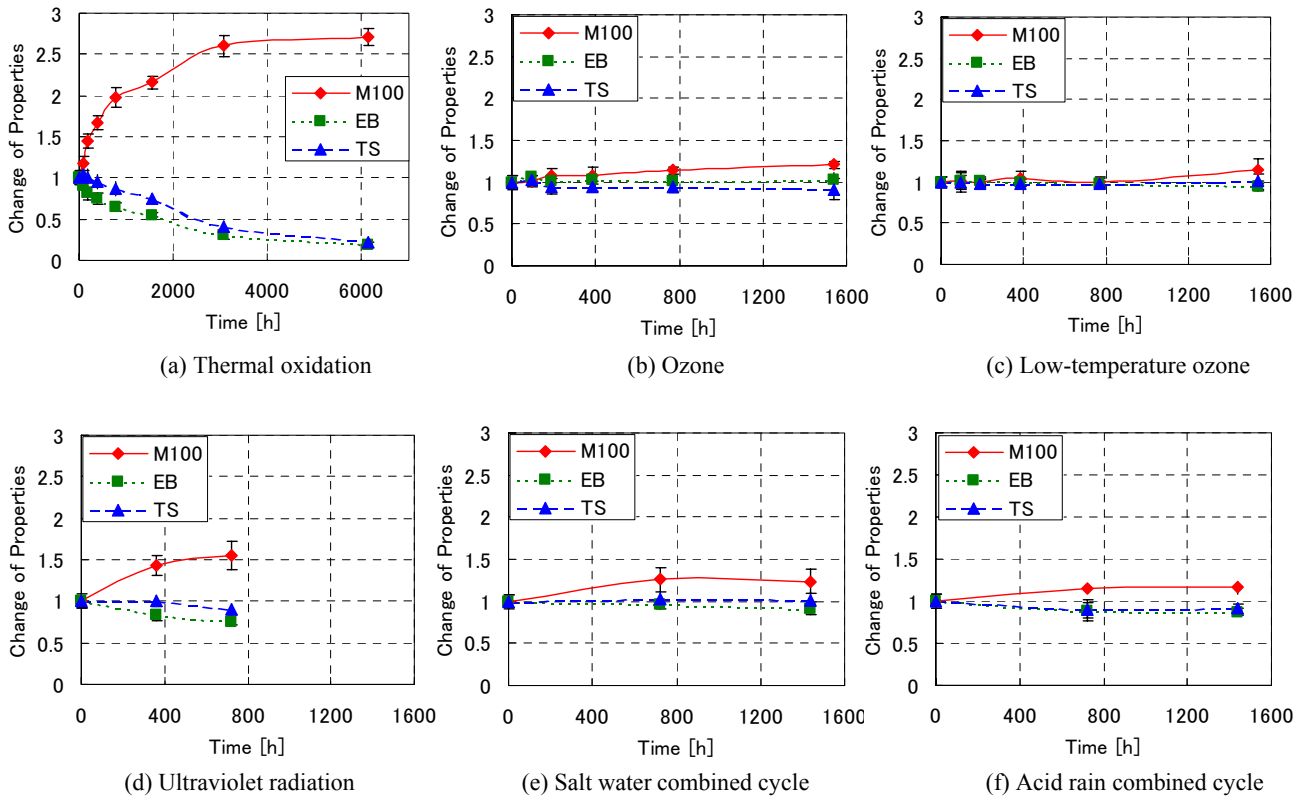 Change of Properties
3
2.5
2
1.5
1
0.5
0
M100
EB
TS
0 2000 4000 6000
Time [h]
(a) Thermal oxidation
Change of Properties
3
2.5
2
1.5
1
0.5
0
M100
EB
TS
0 400 800 1200 1600
Time [h]
(b) Ozone
Change of Properties
3
2.5
2
1.5
1
0.5
0
M100
EB
TS
0 400 800 1200 1600
Time [h]
(c) Low-temperature ozone
Change of Properties
3
2.5
2
1.5
1
0.5
0
M100
EB
TS
0 400 800 1200 1600
Time [h]
(d) Ultraviolet radiation
Change of Properties
3
2.5
2
1.5
1
0.5
0
M100
EB
TS
0 400 800 1200 1600
Time [h]
(e) Salt water combined cycle
Change of Properties
3
2.5
2
1.5
1
0.5
0
M100
EB
TS
0 400 800 1200 1600
Time [h]
(f) Acid rain combined cycle